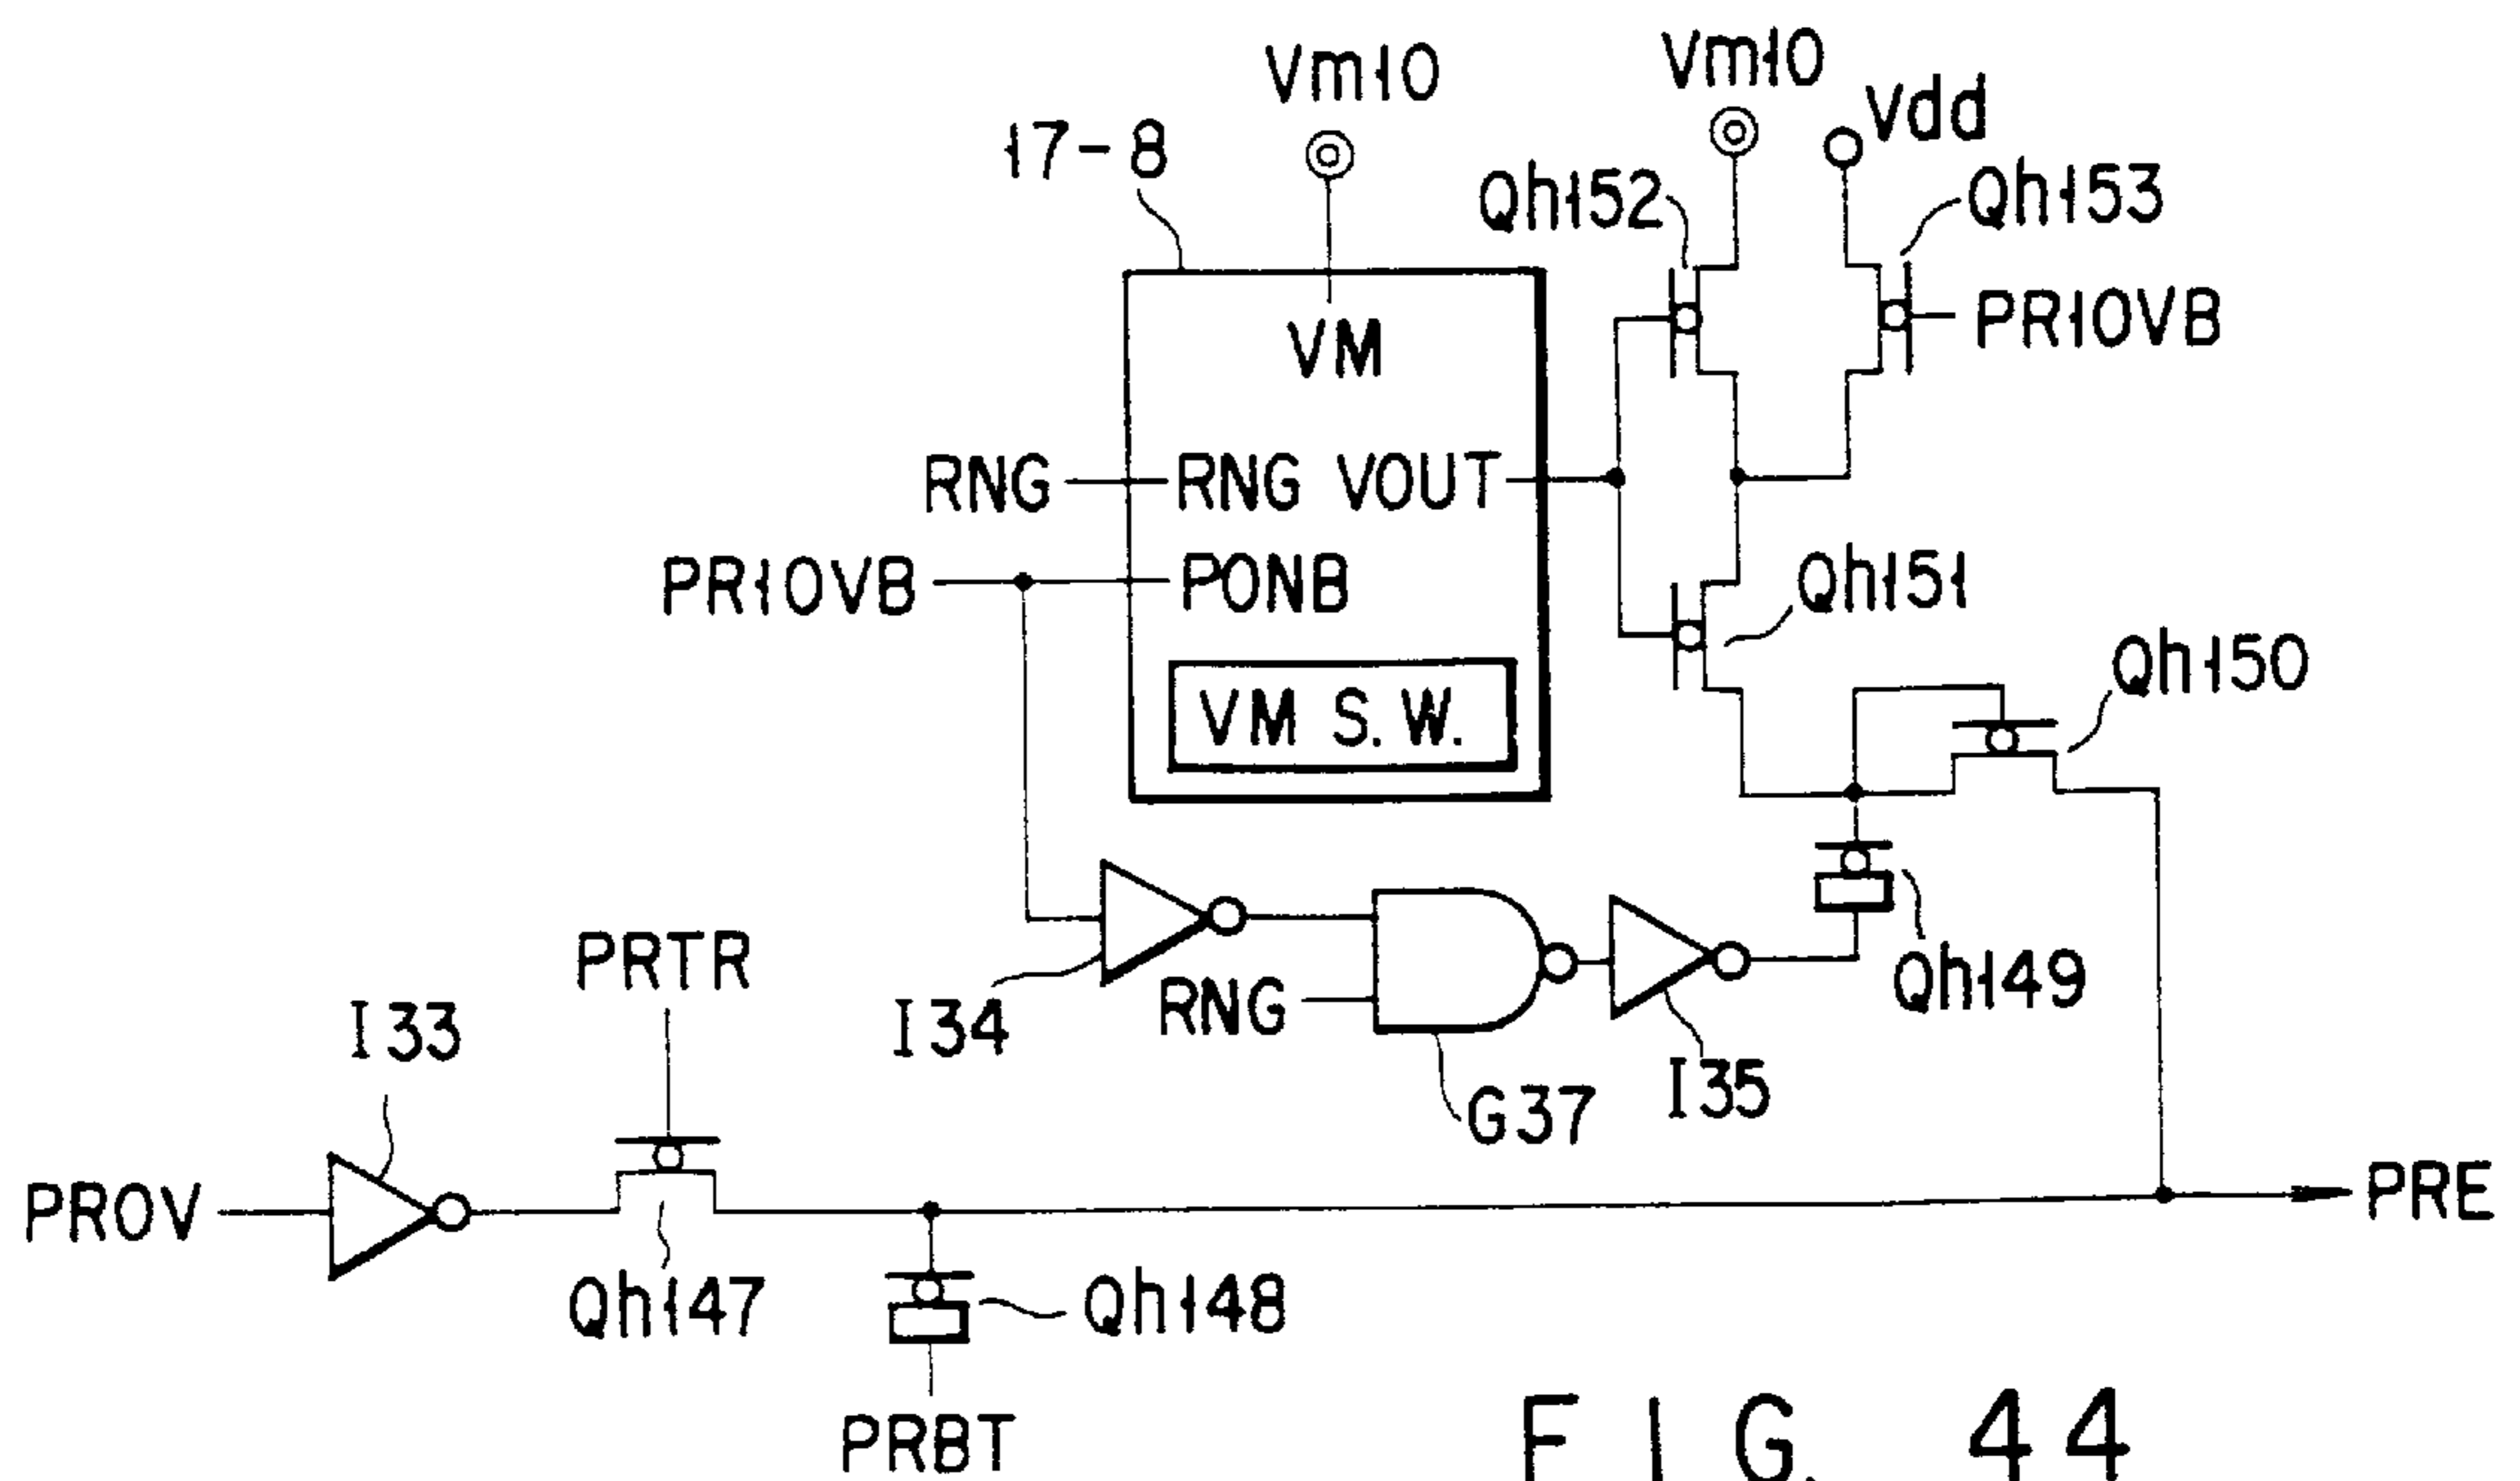 Vm10
Vm10
Vdd
17-8
Qh152
Qh153
VM
PR10VB
RNG
RNG VOUT
PR10VB
PONB
Qh151
VM S.W.
Qh150
PRTR
I33
I34
RNG
Qh149
I35
G37
PROV
PRE
Qh147
Qh148
PRBT
FIG. 44